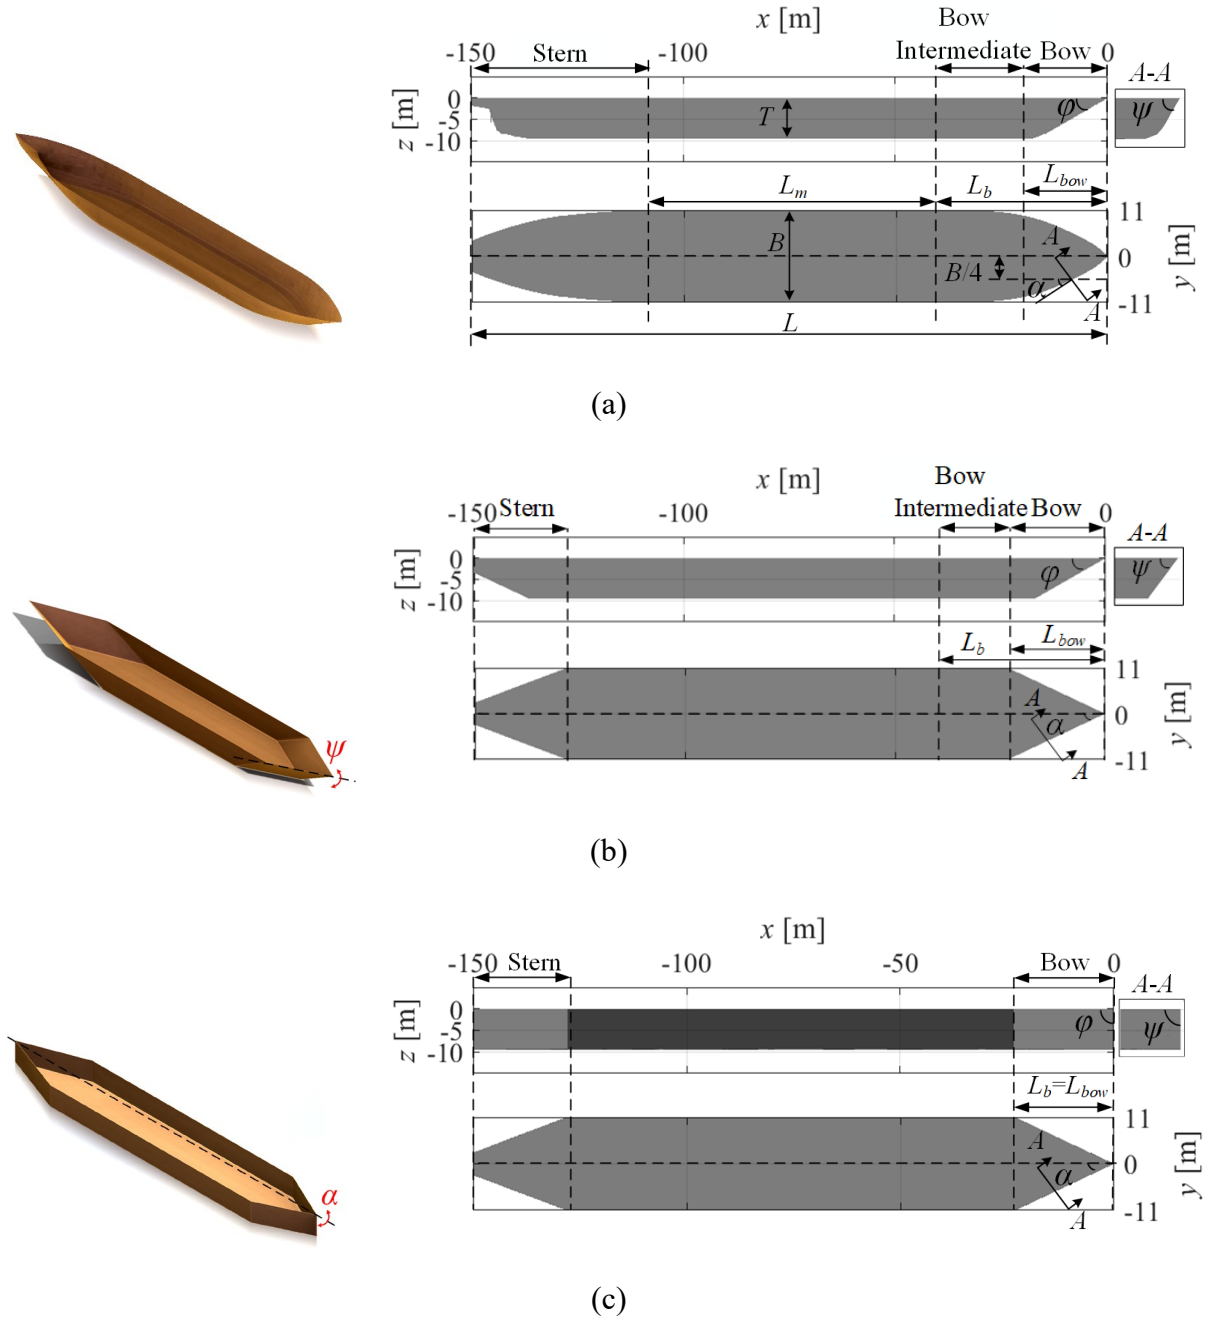 x [m]
Bow
-150
Stern
-100
Intermediate
Bow
0
A-A
z [m]
0
-5
-10
T
φ
ψ
L_m
L_b
L_bow
B
B/4
α
A
A
11
0
-11
y [m]
L
(a)
x [m]
Bow
-150
Stern
-100
Intermediate
Bow
0
A-A
z [m]
0
-5
-10
φ
ψ
L_b
L_bow
A
α
A
11
0
-11
y [m]
ψ
(b)
x [m]
-150
Stern
-100
-50
Bow
0
A-A
z [m]
0
-5
-10
φ
ψ
L_b=L_bow
A
α
A
11
0
-11
y [m]
α
(c)